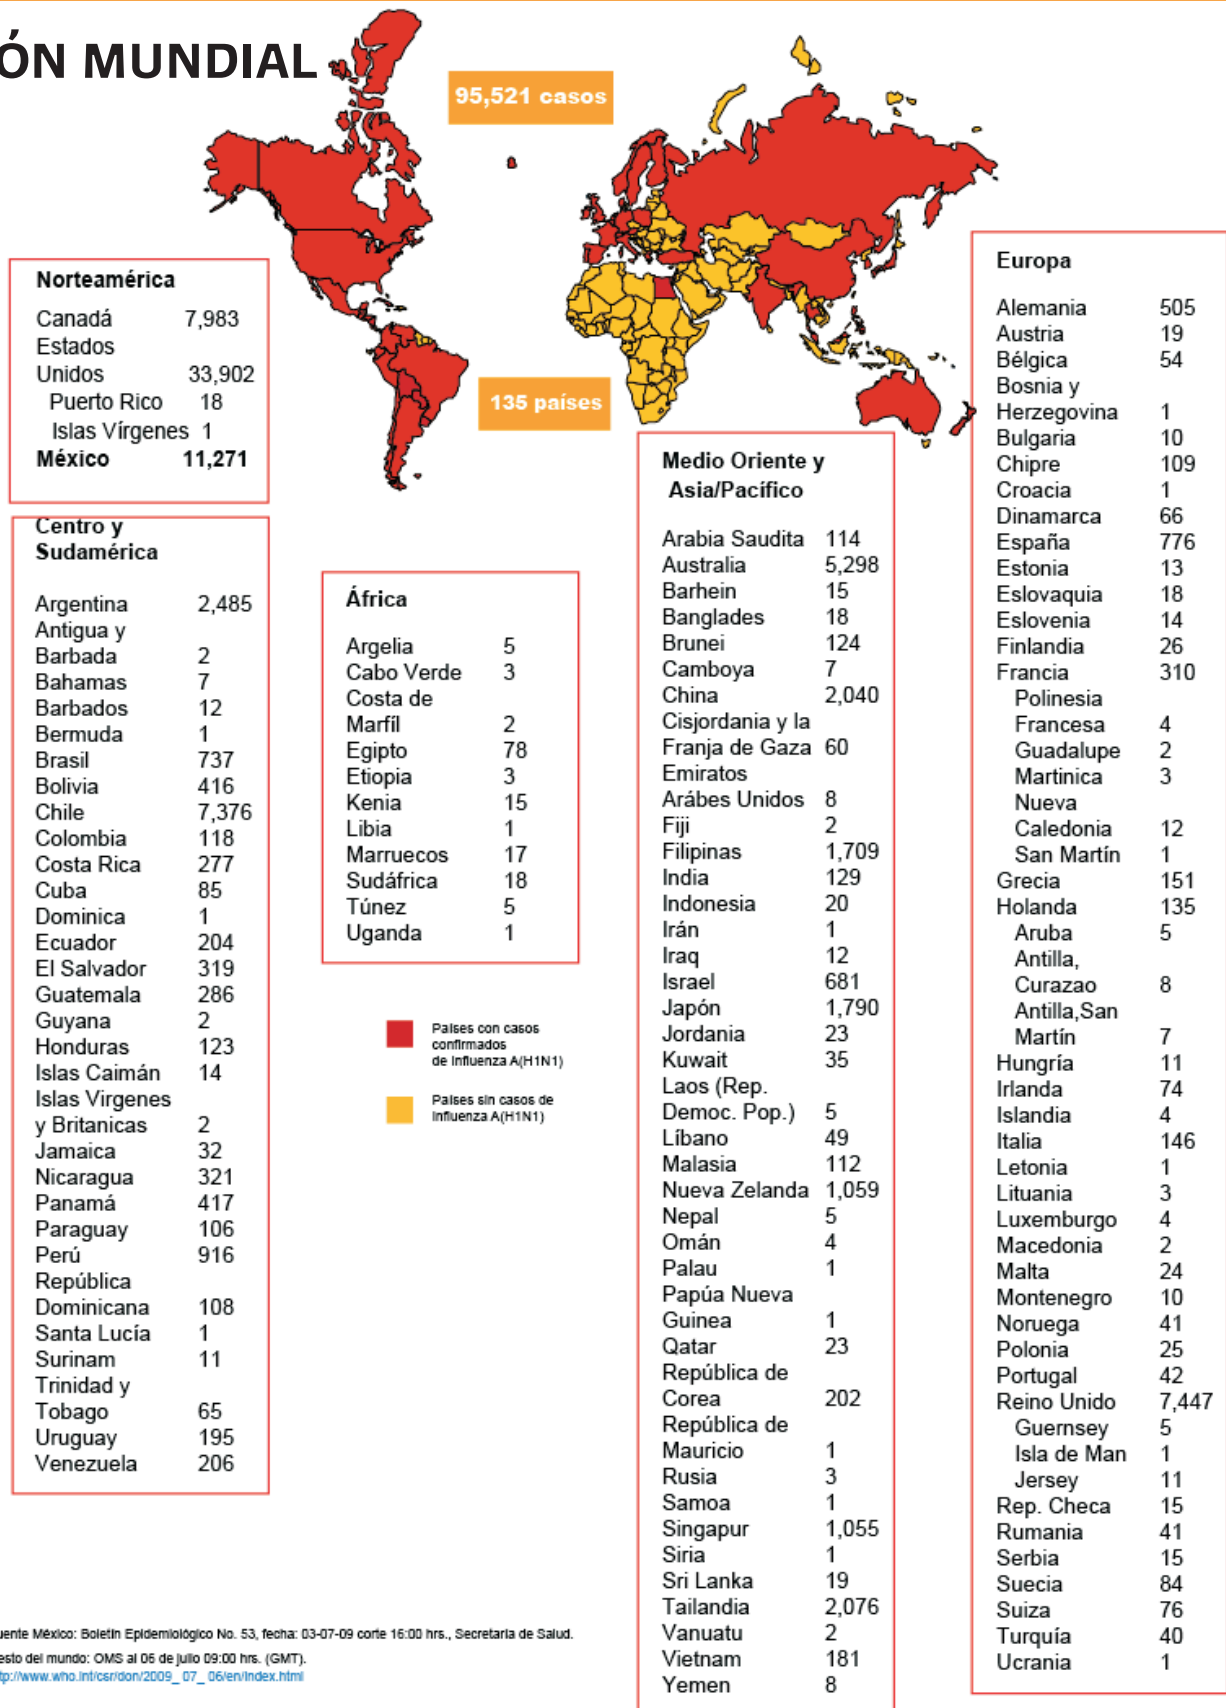 ÓN MUNDIAL
95,521 casos
135 países
Norteamérica
Canadá 7,983
Estados
Unidos 33,902
Puerto Rico 18
Islas Vírgenes 1
México 11,271
Centro y
Sudamérica
Argentina 2,485
Antigua y
Barbada 2
Bahamas 7
Barbados 12
Bermuda 1
Brasil 737
Bolivia 416
Chile 7,376
Colombia 118
Costa Rica 277
Cuba 85
Dominica 1
Ecuador 204
El Salvador 319
Guatemala 286
Guyana 2
Honduras 123
Islas Caimán 14
Islas Virgenes
y Britanicas 2
Jamaica 32
Nicaragua 321
Panamá 417
Paraguay 106
Perú 916
República
Dominicana 108
Santa Lucía 1
Surinam 11
Trinidad y
Tobago 65
Uruguay 195
Venezuela 206
África
Argelia 5
Cabo Verde 3
Costa de
Marfíl 2
Egipto 78
Etiopia 3
Kenia 15
Libia 1
Marruecos 17
Sudáfrica 18
Túnez 5
Uganda 1
Países con casos
confirmados
de Influenza A(H1N1)
Países sin casos de
Influenza A(H1N1)
Medio Oriente y
Asia/Pacífico
Arabia Saudita 114
Australia 5,298
Barhein 15
Banglades 18
Brunei 124
Camboya 7
China 2,040
Cisjordania y la
Franja de Gaza 60
Emiratos
Arábes Unidos 8
Fiji 2
Filipinas 1,709
India 129
Indonesia 20
Irán 1
Iraq 12
Israel 681
Japón 1,790
Jordania 23
Kuwait 35
Laos (Rep.
Democ. Pop.) 5
Líbano 49
Malasia 112
Nueva Zelanda 1,059
Nepal 5
Omán 4
Palau 1
Papúa Nueva
Guinea 1
Qatar 23
República de
Corea 202
República de
Mauricio 1
Rusia 3
Samoa 1
Singapur 1,055
Siria 1
Sri Lanka 19
Tailandia 2,076
Vanuatu 2
Vietnam 181
Yemen 8
Europa
Alemania 505
Austria 19
Bélgica 54
Bosnia y
Herzegovina 1
Bulgaria 10
Chipre 109
Croacia 1
Dinamarca 66
España 776
Estonia 13
Eslovaquia 18
Eslovenia 14
Finlandia 26
Francia 310
Polinesia
Francesa 4
Guadalupe 2
Martinica 3
Nueva
Caledonia 12
San Martín 1
Grecia 151
Holanda 135
Aruba 5
Antilla,
Curazao 8
Antilla,San
Martín 7
Hungría 11
Irlanda 74
Islandia 4
Italia 146
Letonia 1
Lituania 3
Luxemburgo 4
Macedonia 2
Malta 24
Montenegro 10
Noruega 41
Polonia 25
Portugal 42
Reino Unido 7,447
Guernsey 5
Isla de Man 1
Jersey 11
Rep. Checa 15
Rumania 41
Serbia 15
Suecia 84
Suiza 76
Turquía 40
Ucrania 1
uente México: Boletín Epidemiológico No. 53, fecha: 03-07-09 corte 16:00 hrs., Secretaria de Salud.
esto del mundo: OMS al 06 de julio 09:00 hrs. (GMT).
tp://www.who.int/csr/don/2009_ 07_ 06/en/index.html